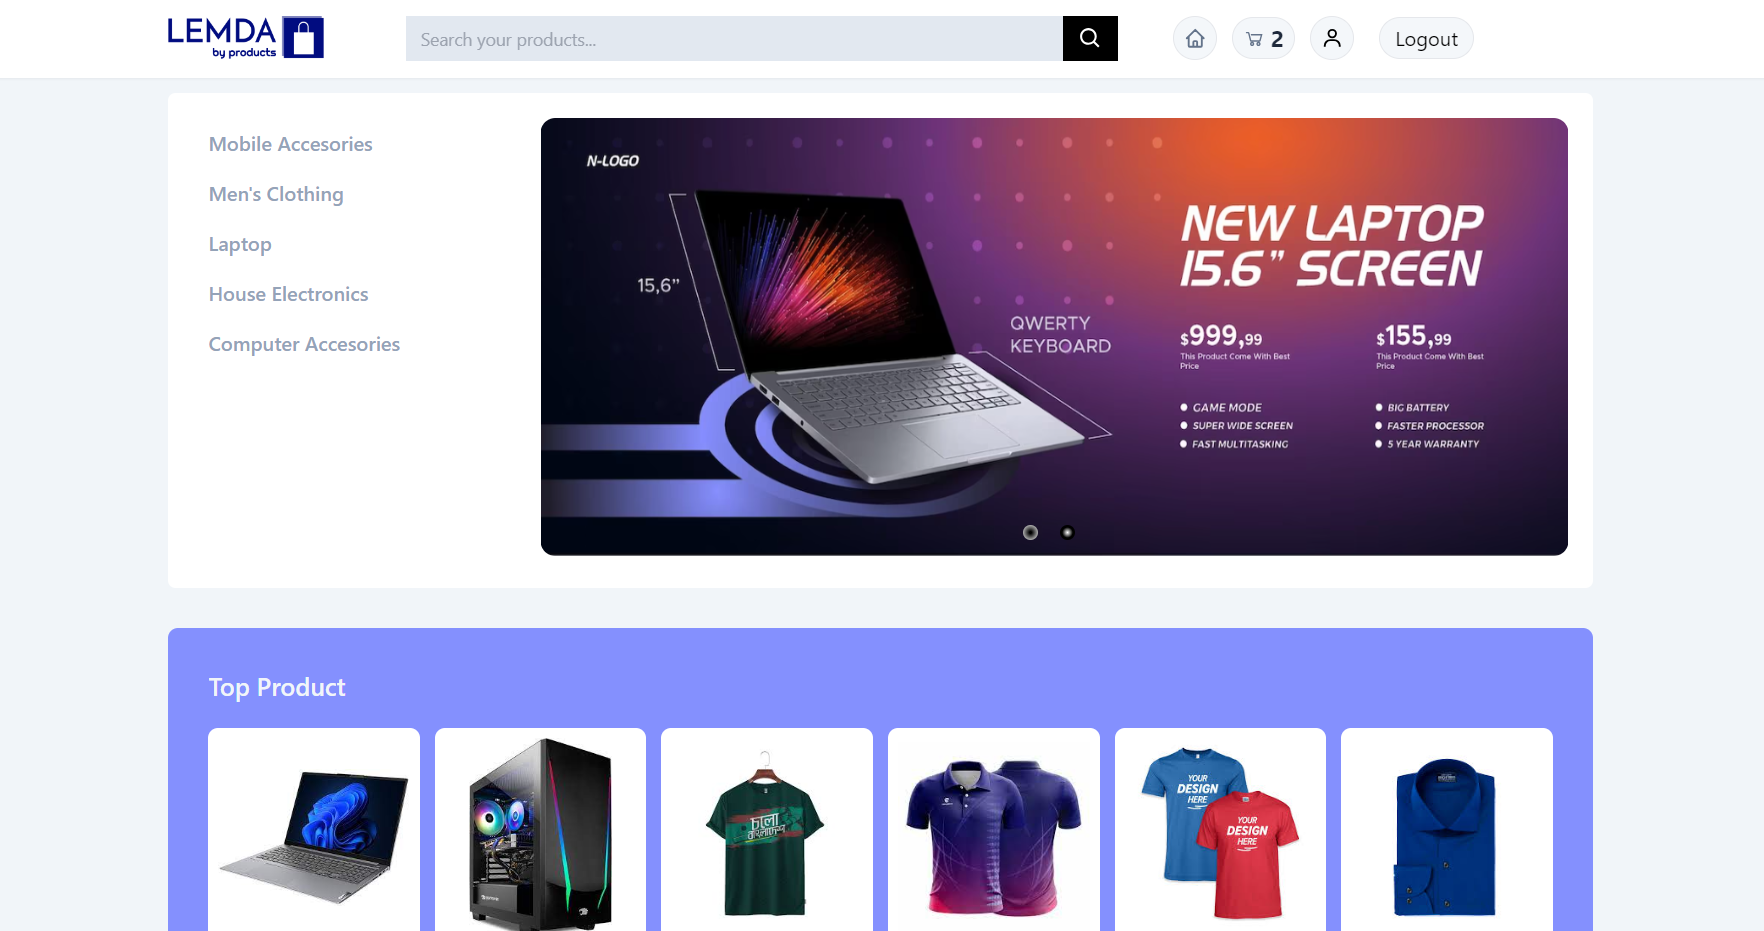 LEMDA
by products
Search your products...
2
Logout
Mobile Accesories
Men's Clothing
Laptop
House Electronics
Computer Accesories
N-LOGO
15,6”
QWERTY
KEYBOARD
NEW LAPTOP
15.6” SCREEN
$999,99
This Product Come With Best
Price
$155,99
This Product Come With Best
Price
GAME MODE
SUPER WIDE SCREEN
FAST MULTITASKING
BIG BATTERY
FASTER PROCESSOR
5 YEAR WARRANTY
Top Product
চলো
বাংলাদেশ
YOUR
DESIGN
HERE
YOUR
DESIGN
HERE